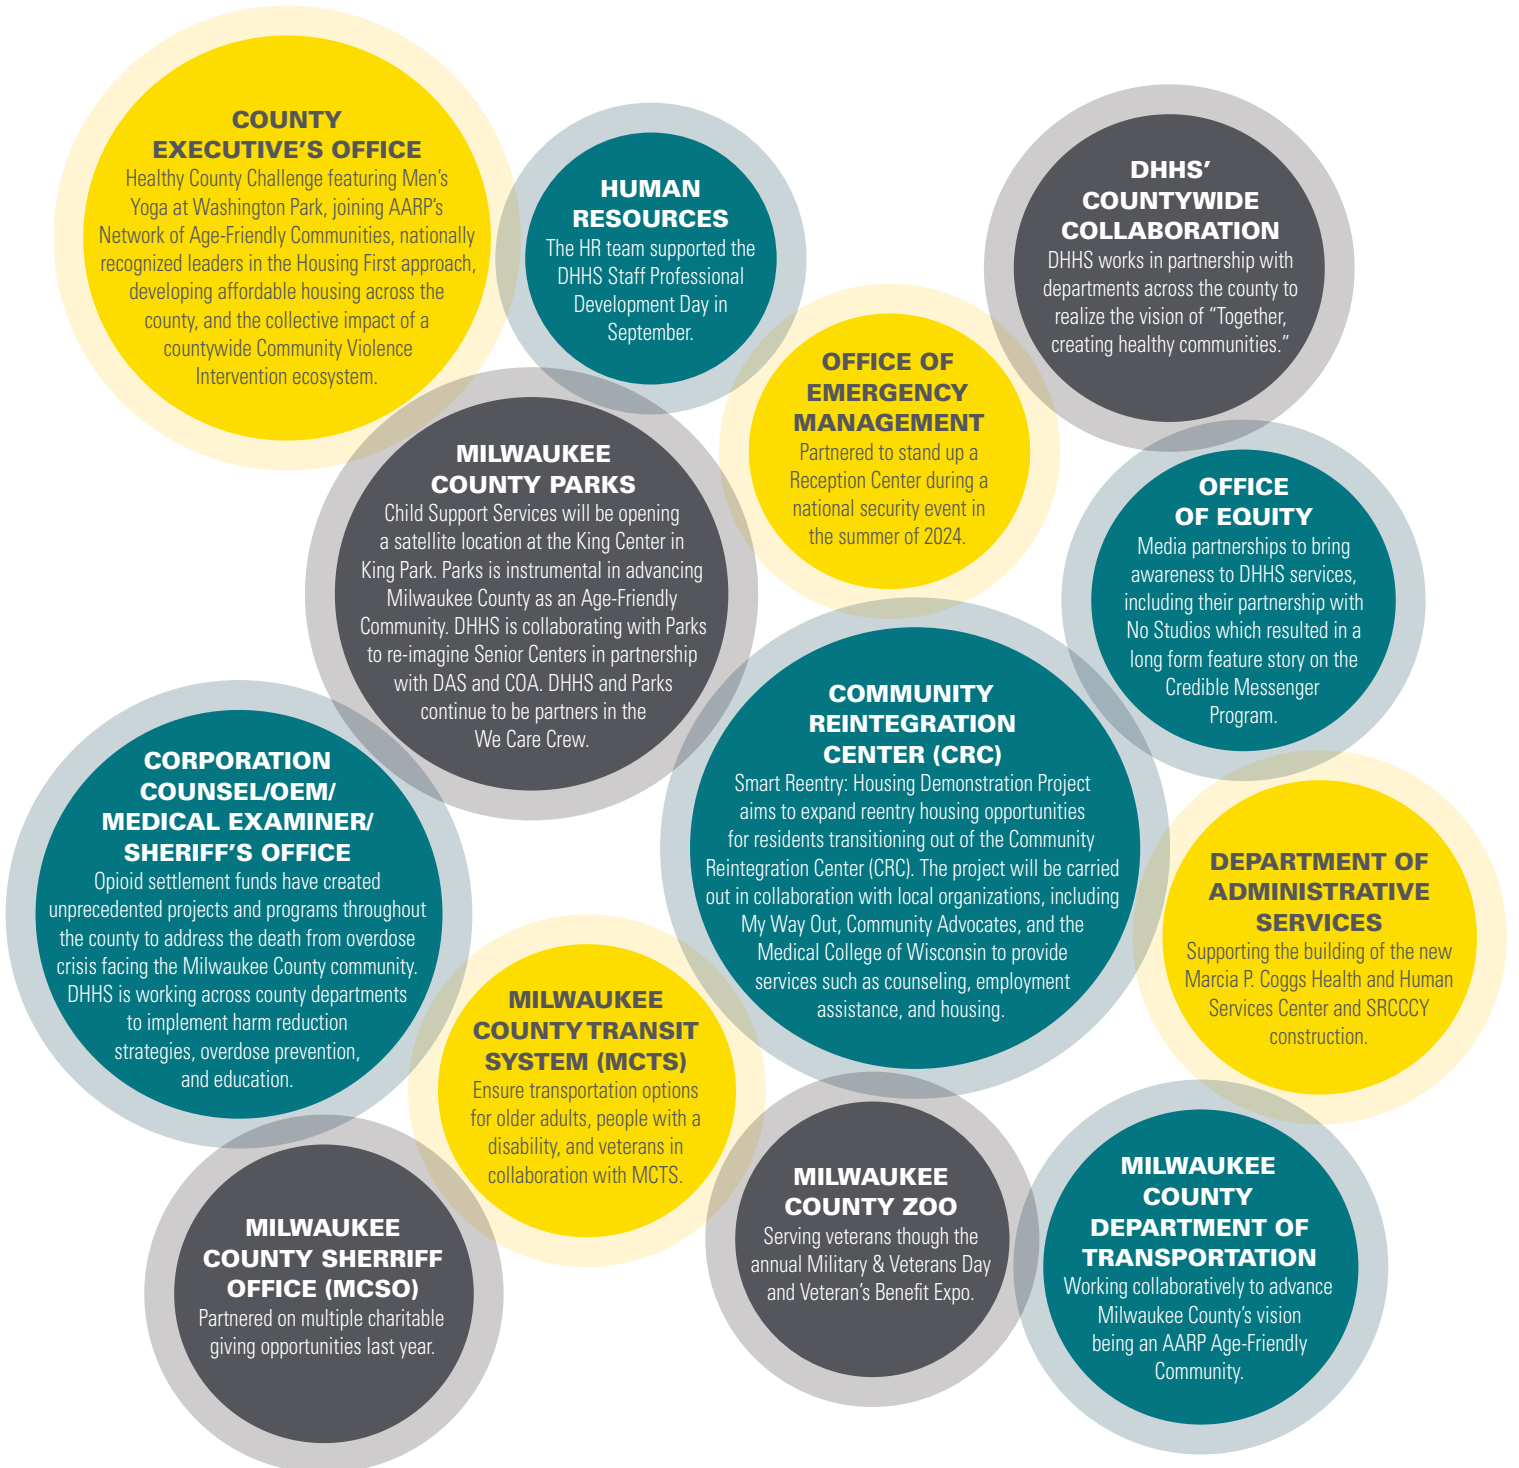 COUNTY
EXECUTIVE'S OFFICE
Healthy County Challenge featuring Men's
Yoga at Washington Park, joining AARP's
Network of Age-Friendly Communities, nationally
recognized leaders in the Housing First approach,
developing affordable housing across the
county, and the collective impact of a
countywide Community Violence
Intervention ecosystem.
HUMAN
RESOURCES
The HR team supported the
DHHS Staff Professional
Development Day in
September.
DHHS'
COUNTYWIDE
COLLABORATION
DHHS works in partnership with
departments across the county to
realize the vision of “Together,
creating healthy communities.”
OFFICE OF
EMERGENCY
MANAGEMENT
Partnered to stand up a
Reception Center during a
national security event in
the summer of 2024.
MILWAUKEE
COUNTY PARKS
Child Support Services will be opening
a satellite location at the King Center in
King Park. Parks is instrumental in advancing
Milwaukee County as an Age-Friendly
Community. DHHS is collaborating with Parks
to re-imagine Senior Centers in partnership
with DAS and COA. DHHS and Parks
continue to be partners in the
We Care Crew.
OFFICE
OF EQUITY
Media partnerships to bring
awareness to DHHS services,
including their partnership with
No Studios which resulted in a
long form feature story on the
Credible Messenger
Program.
COMMUNITY
REINTEGRATION
CENTER (CRC)
Smart Reentry: Housing Demonstration Project
aims to expand reentry housing opportunities
for residents transitioning out of the Community
Reintegration Center (CRC). The project will be carried
out in collaboration with local organizations, including
My Way Out, Community Advocates, and the
Medical College of Wisconsin to provide
services such as counseling, employment
assistance, and housing.
CORPORATION
COUNSEL/OEM/
MEDICAL EXAMINER/
SHERIFF'S OFFICE
Opioid settlement funds have created
unprecedented projects and programs throughout
the county to address the death from overdose
crisis facing the Milwaukee County community.
DHHS is working across county departments
to implement harm reduction
strategies, overdose prevention,
and education.
DEPARTMENT OF
ADMINISTRATIVE
SERVICES
Supporting the building of the new
Marcia P. Coggs Health and Human
Services Center and SRCCCY
construction.
MILWAUKEE
COUNTY TRANSIT
SYSTEM (MCTS)
Ensure transportation options
for older adults, people with a
disability, and veterans in
collaboration with MCTS.
MILWAUKEE
COUNTY SHERRIFF
OFFICE (MCSO)
Partnered on multiple charitable
giving opportunities last year.
MILWAUKEE
COUNTY ZOO
Serving veterans though the
annual Military & Veterans Day
and Veteran's Benefit Expo.
MILWAUKEE
COUNTY
DEPARTMENT OF
TRANSPORTATION
Working collaboratively to advance
Milwaukee County's vision
being an AARP Age-Friendly
Community.